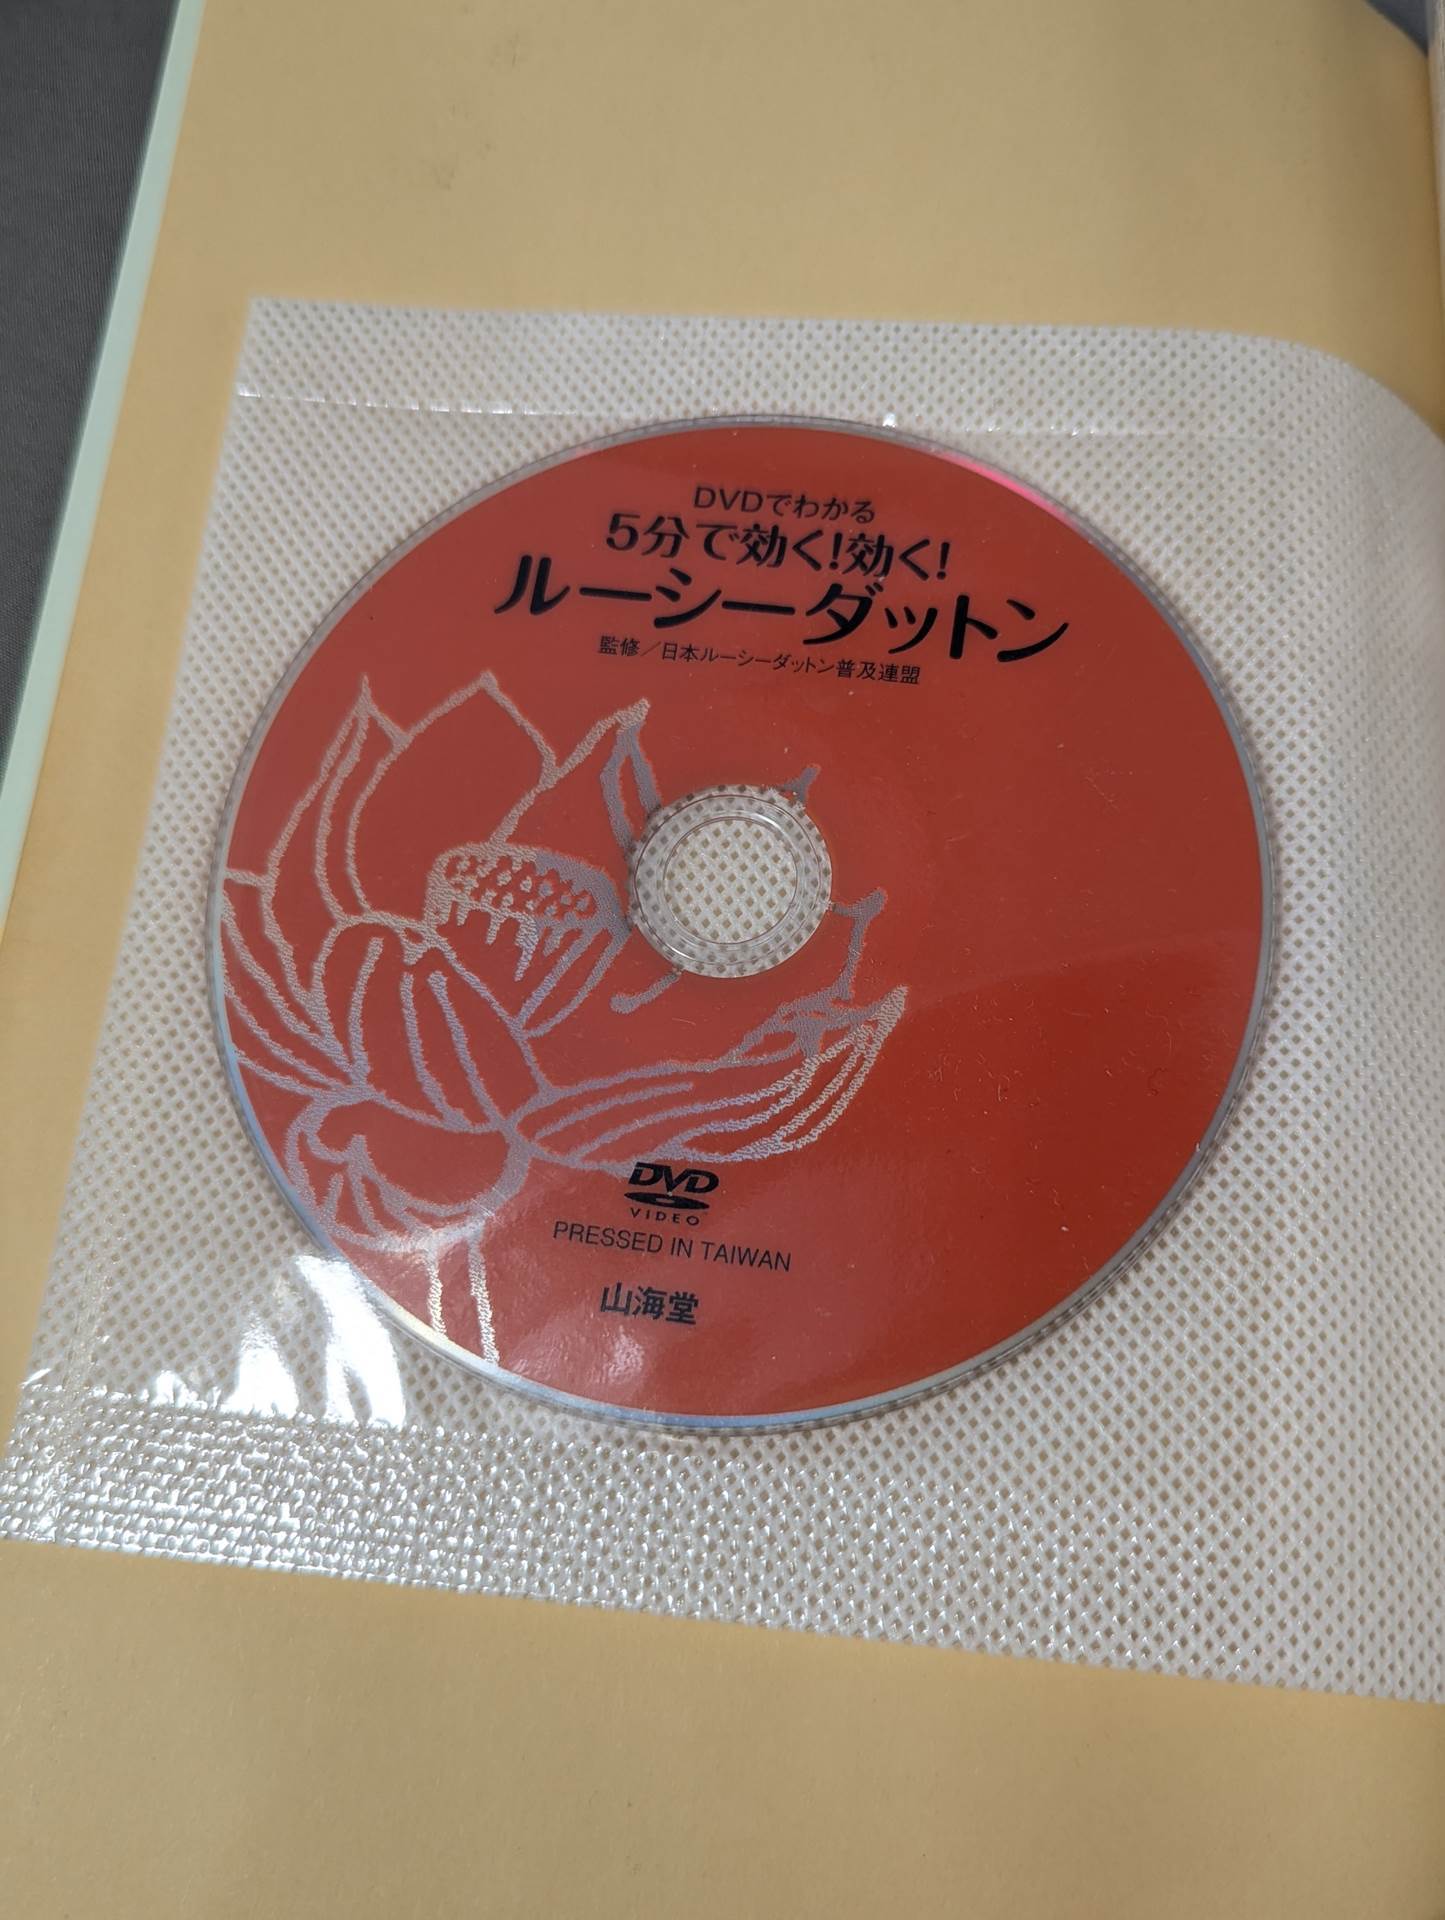 DVDでわかる
5分で効く!効く!
ルーシーダットン
監修/日本ルーシーダットン普及連盟
DVD
VIDEO
PRESSED IN TAIWAN
山海堂